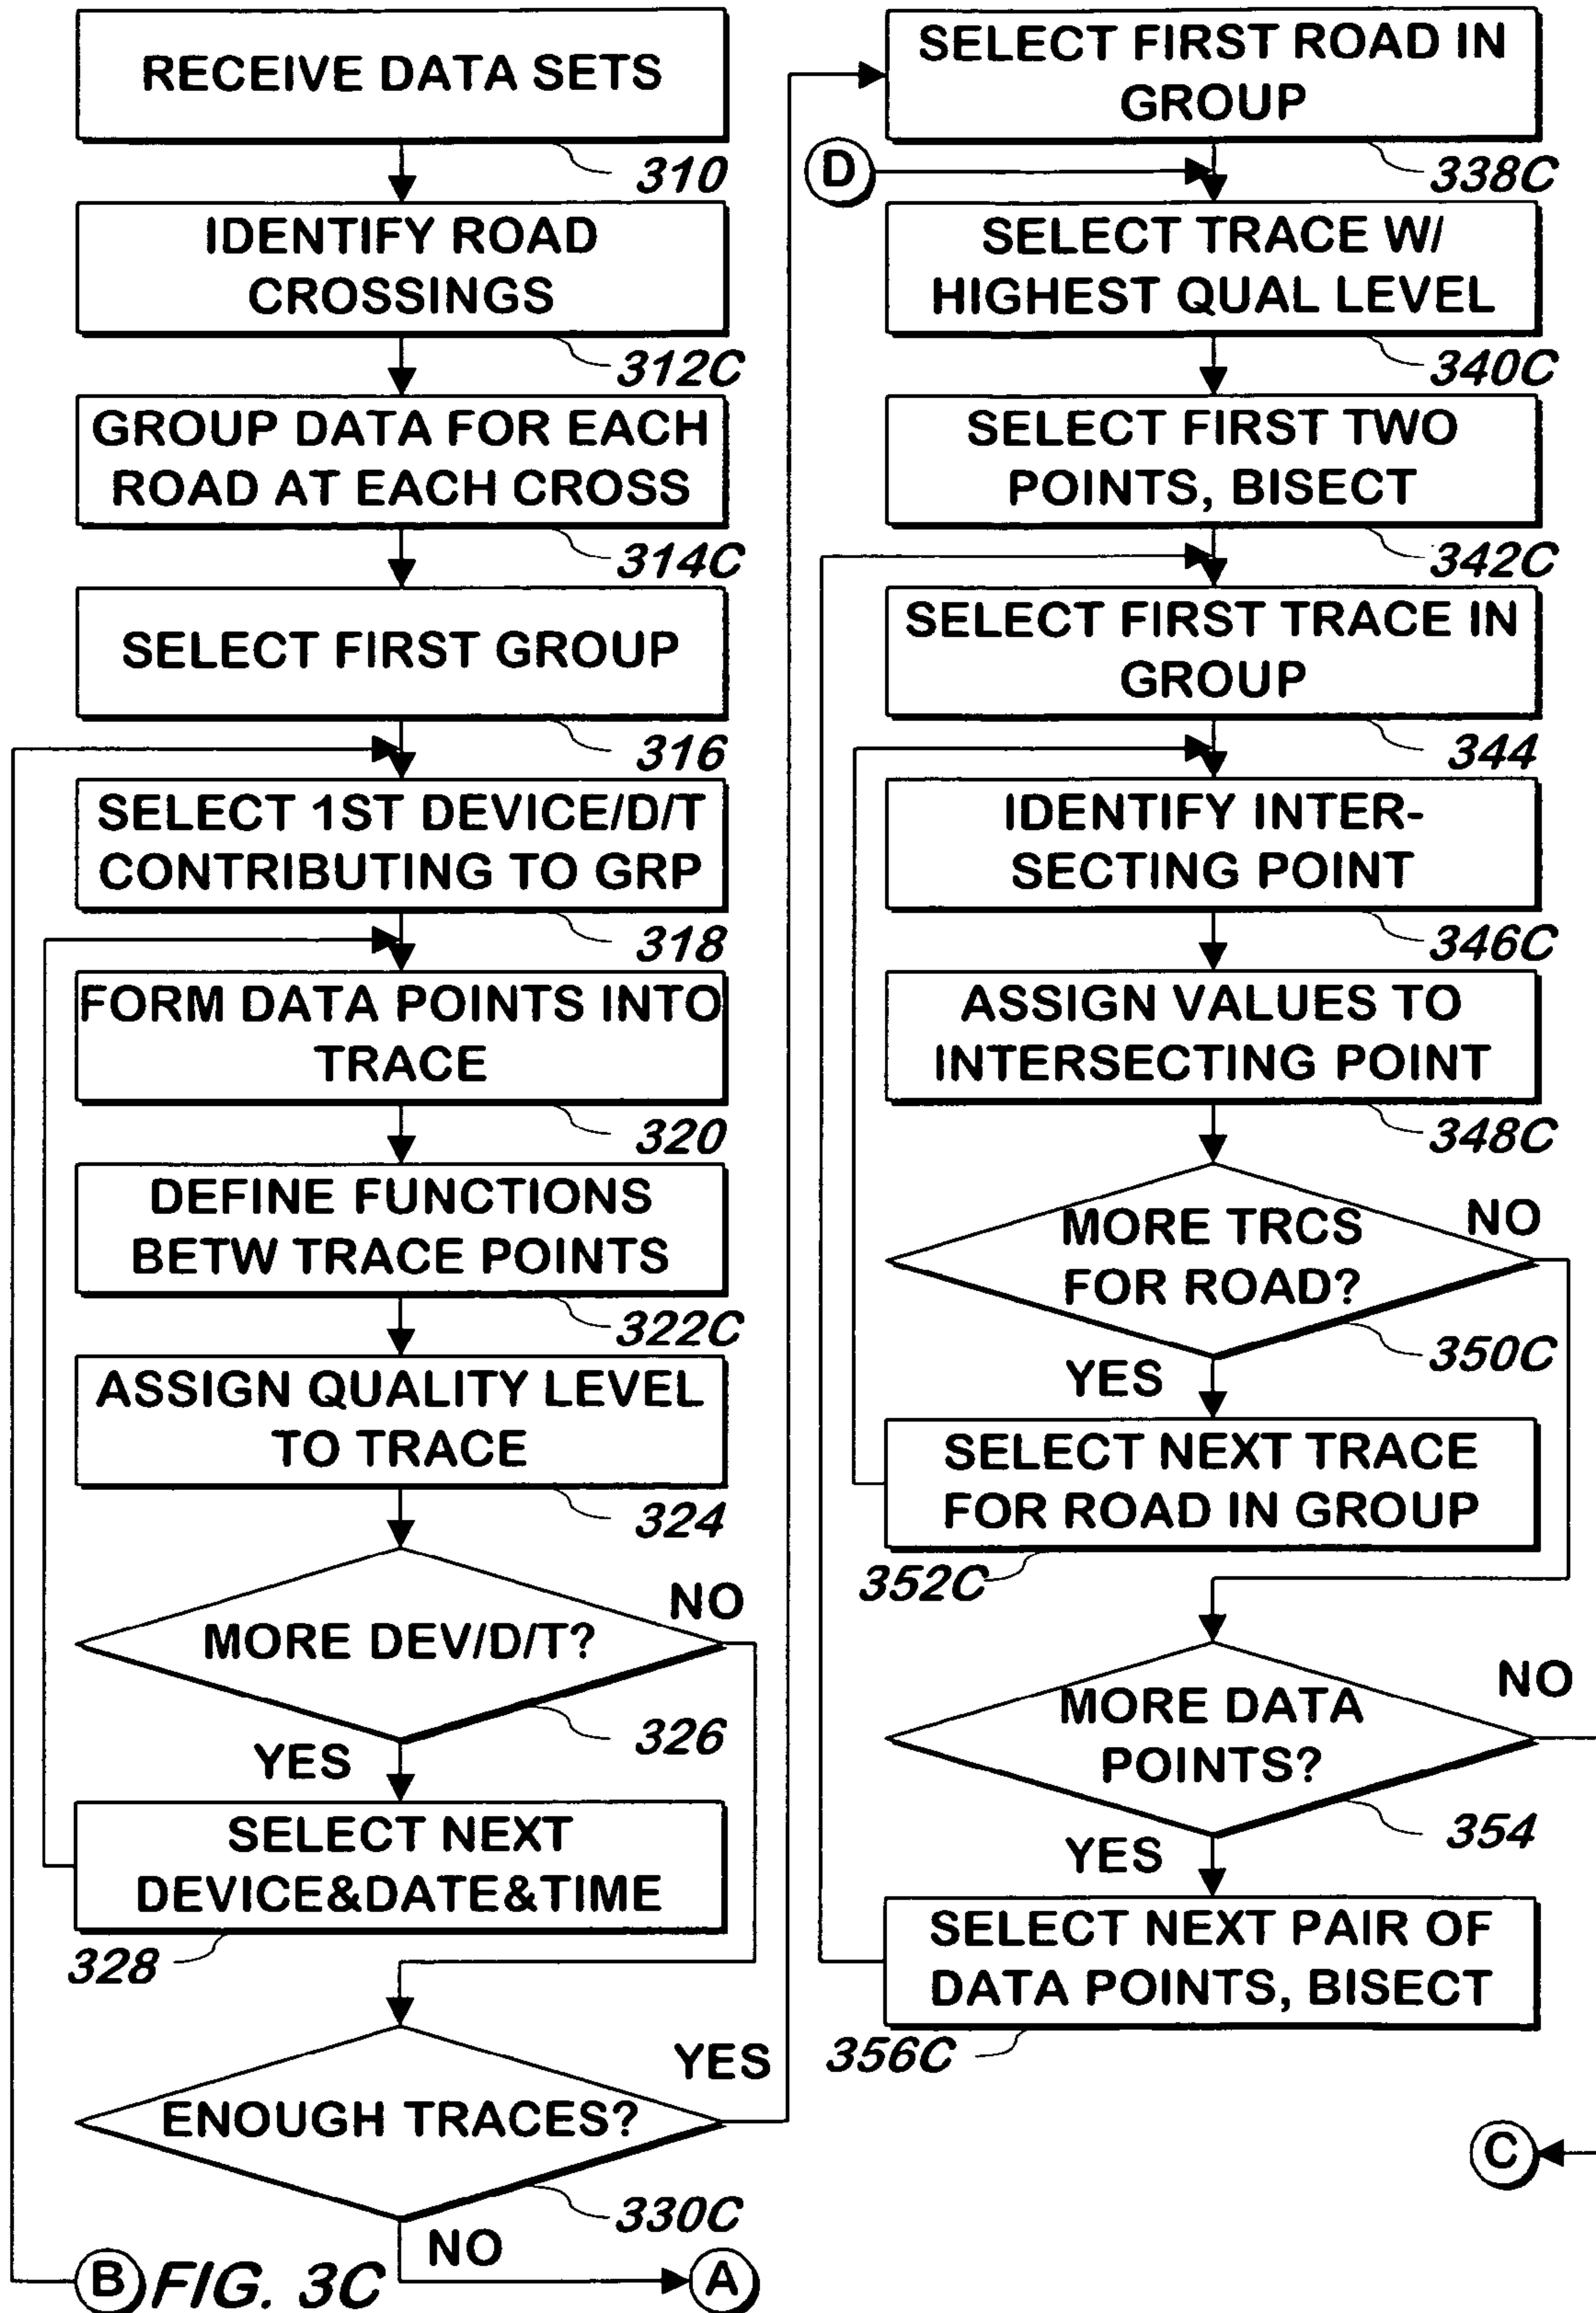 RECEIVE DATA SETS
310
IDENTIFY ROAD
CROSSINGS
312C
GROUP DATA FOR EACH
ROAD AT EACH CROSS
314C
SELECT FIRST GROUP
316
SELECT 1ST DEVICE/D/T
CONTRIBUTING TO GRP
318
FORM DATA POINTS INTO
TRACE
320
DEFINE FUNCTIONS
BETW TRACE POINTS
322C
ASSIGN QUALITY LEVEL
TO TRACE
324
MORE DEV/D/T?
NO
326
YES
SELECT NEXT
DEVICE&DATE&TIME
328
ENOUGH TRACES?
YES
330C
NO
A
B
FIG. 3C
SELECT FIRST ROAD IN
GROUP
338C
D
SELECT TRACE W/
HIGHEST QUAL LEVEL
340C
SELECT FIRST TWO
POINTS, BISECT
342C
SELECT FIRST TRACE IN
GROUP
344
IDENTIFY INTER-
SECTING POINT
346C
ASSIGN VALUES TO
INTERSECTING POINT
348C
MORE TRCS
FOR ROAD?
NO
350C
YES
SELECT NEXT TRACE
FOR ROAD IN GROUP
352C
MORE DATA
POINTS?
NO
354
YES
SELECT NEXT PAIR OF
DATA POINTS, BISECT
356C
C